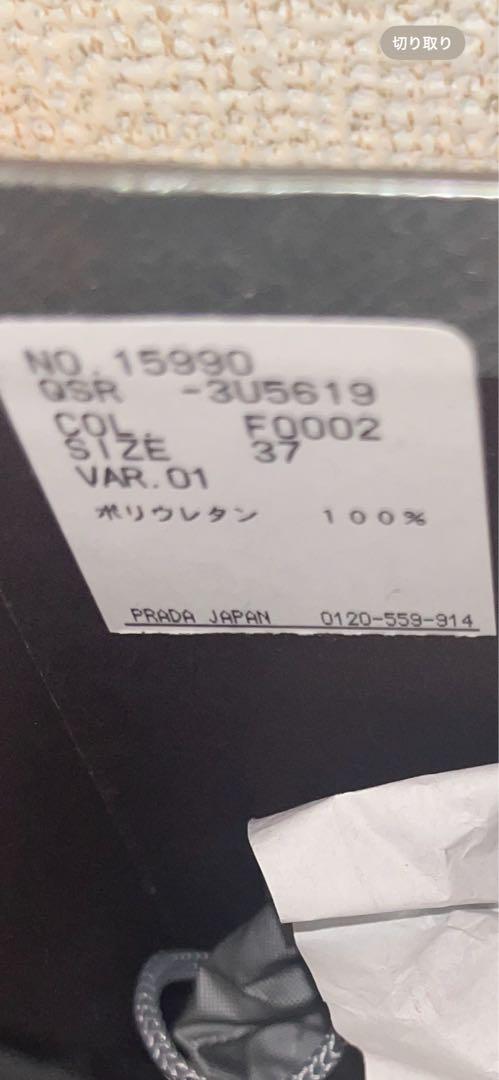 切り取り
NO.15990
QSR -3U5619
COL. F0002
SIZE 37
VAR.01
ポリウレタン 100%
PRADA JAPAN 0120-559-914